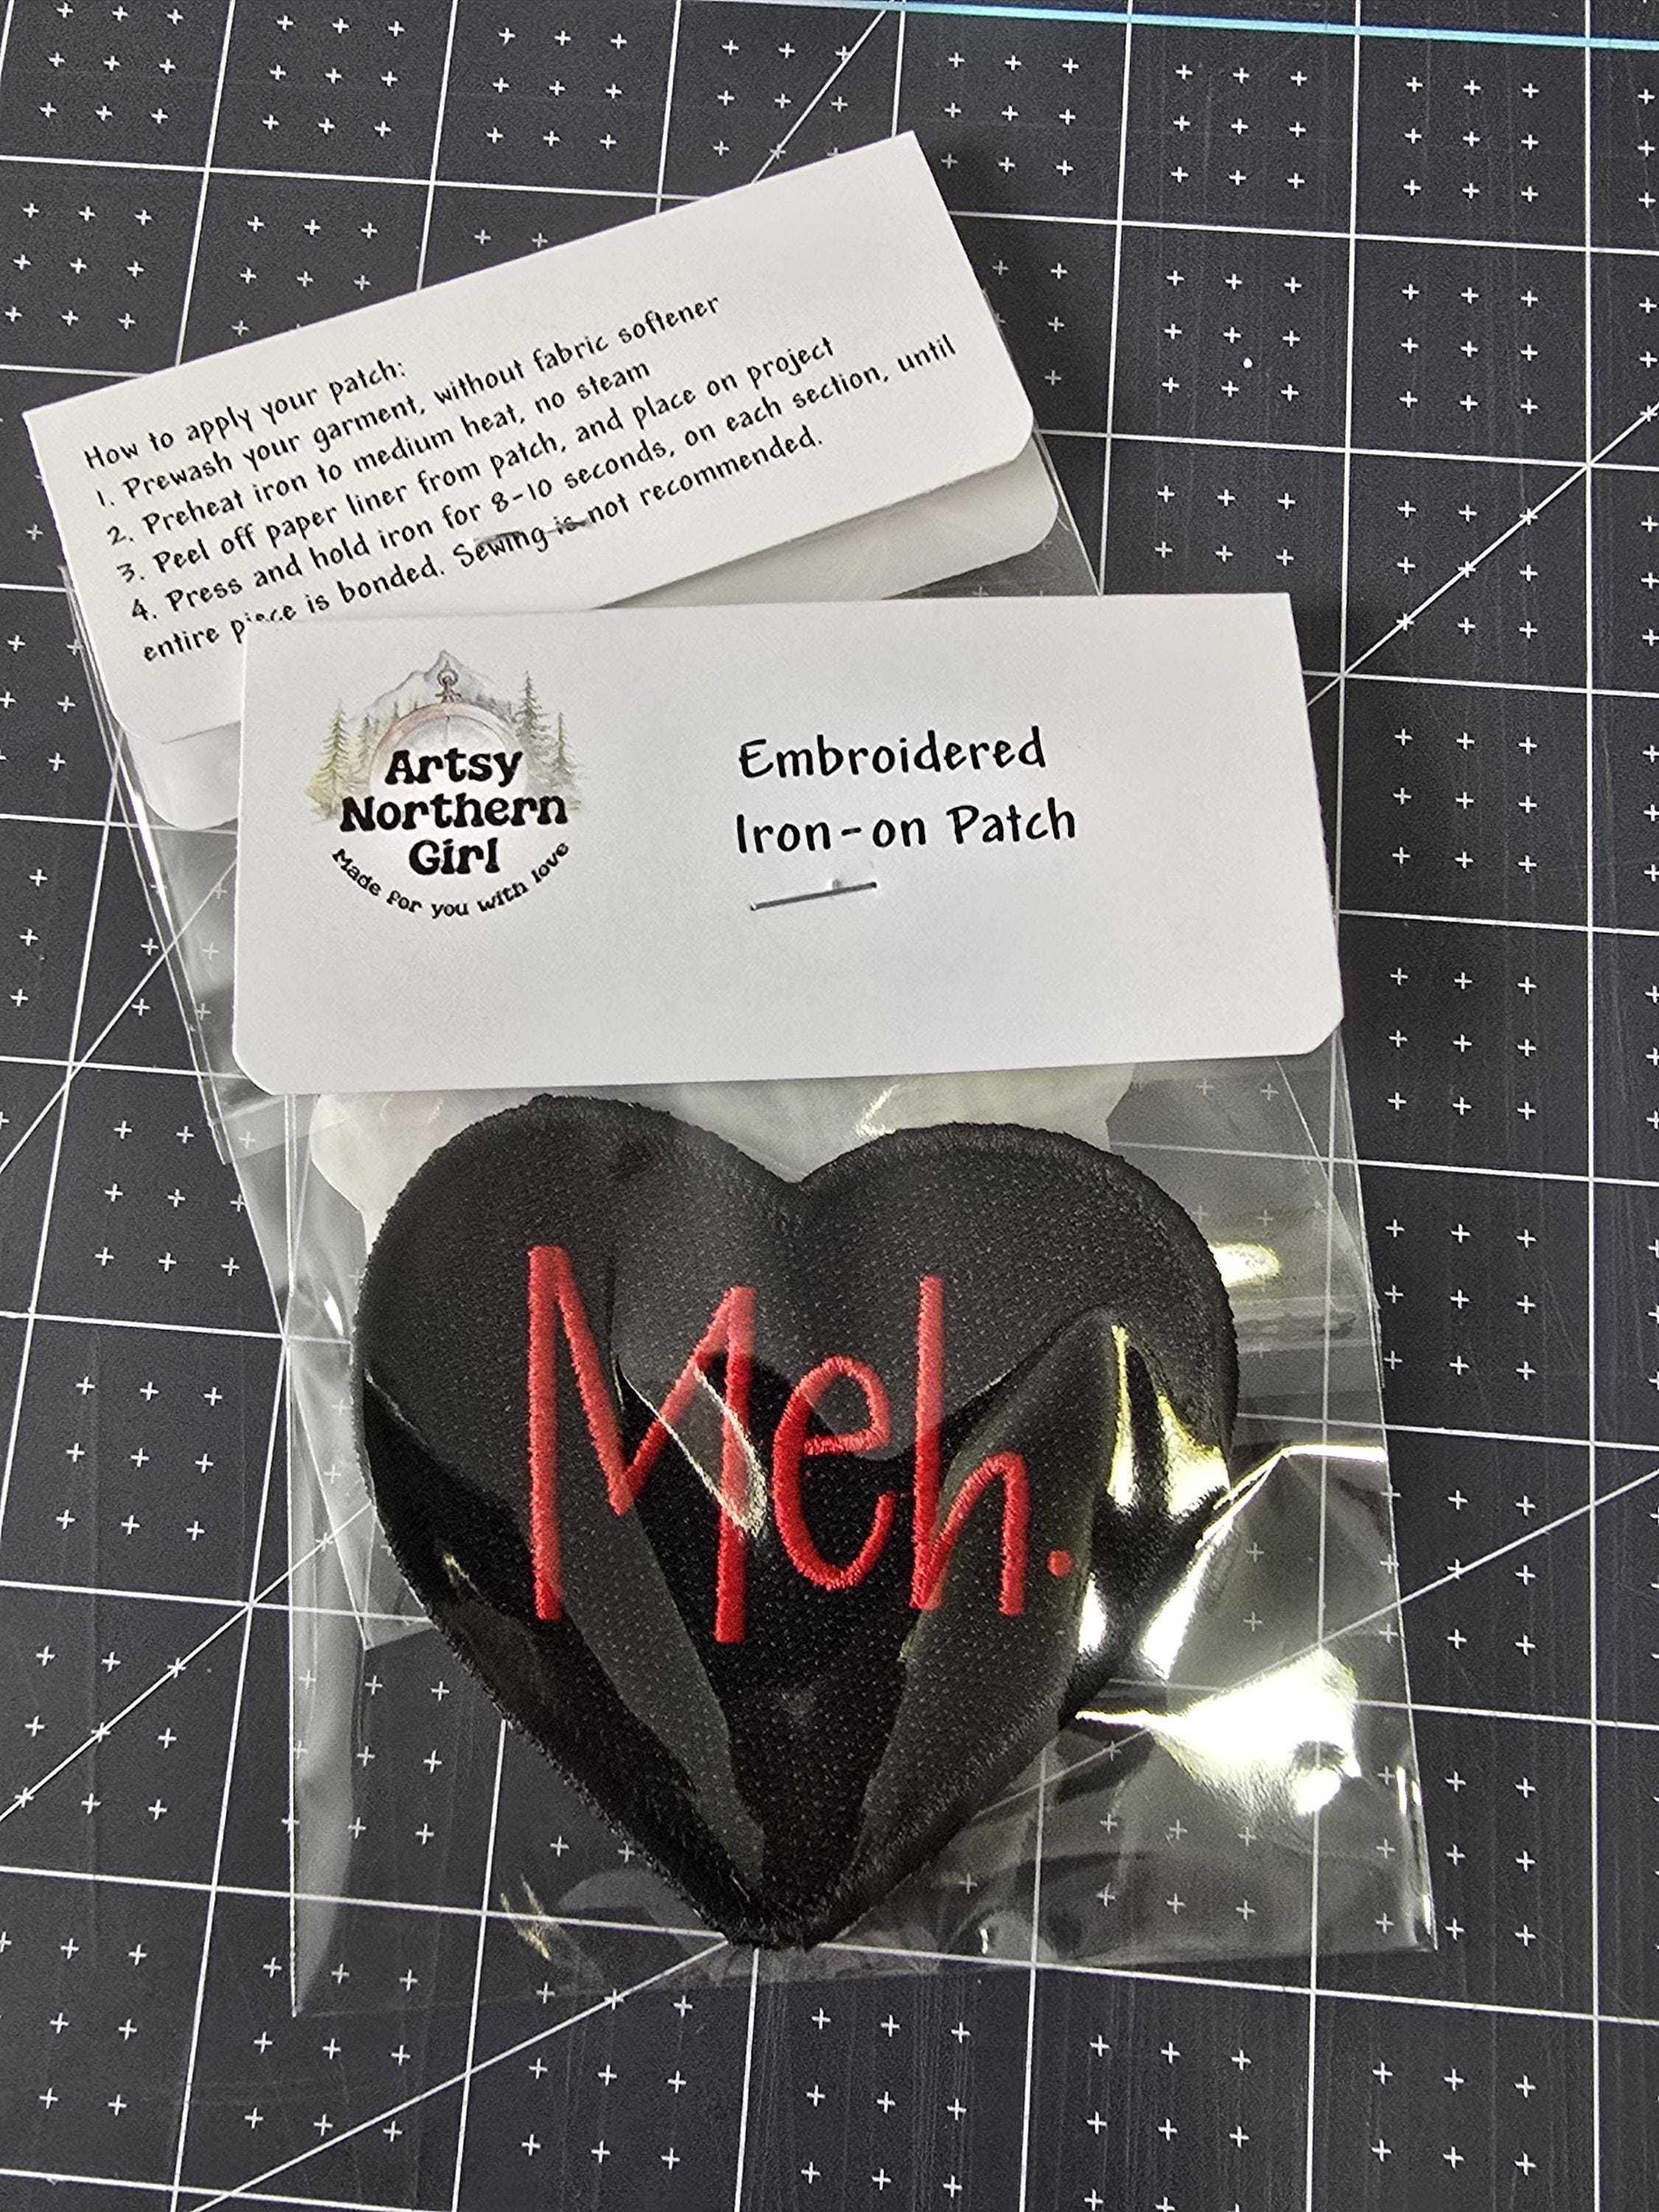 How to apply your patch:
1. Prewash your garment, without fabric softener
2. Preheat iron to medium heat, no steam
3. Peel off paper liner from patch, and place on project
4. Press and hold iron for 8-10 seconds, on each section, until
entire piece is bonded. Sewing is not recommended.
Artsy
Northern
Girl
Made for you with love
Embroidered
Iron-on Patch
Meh.